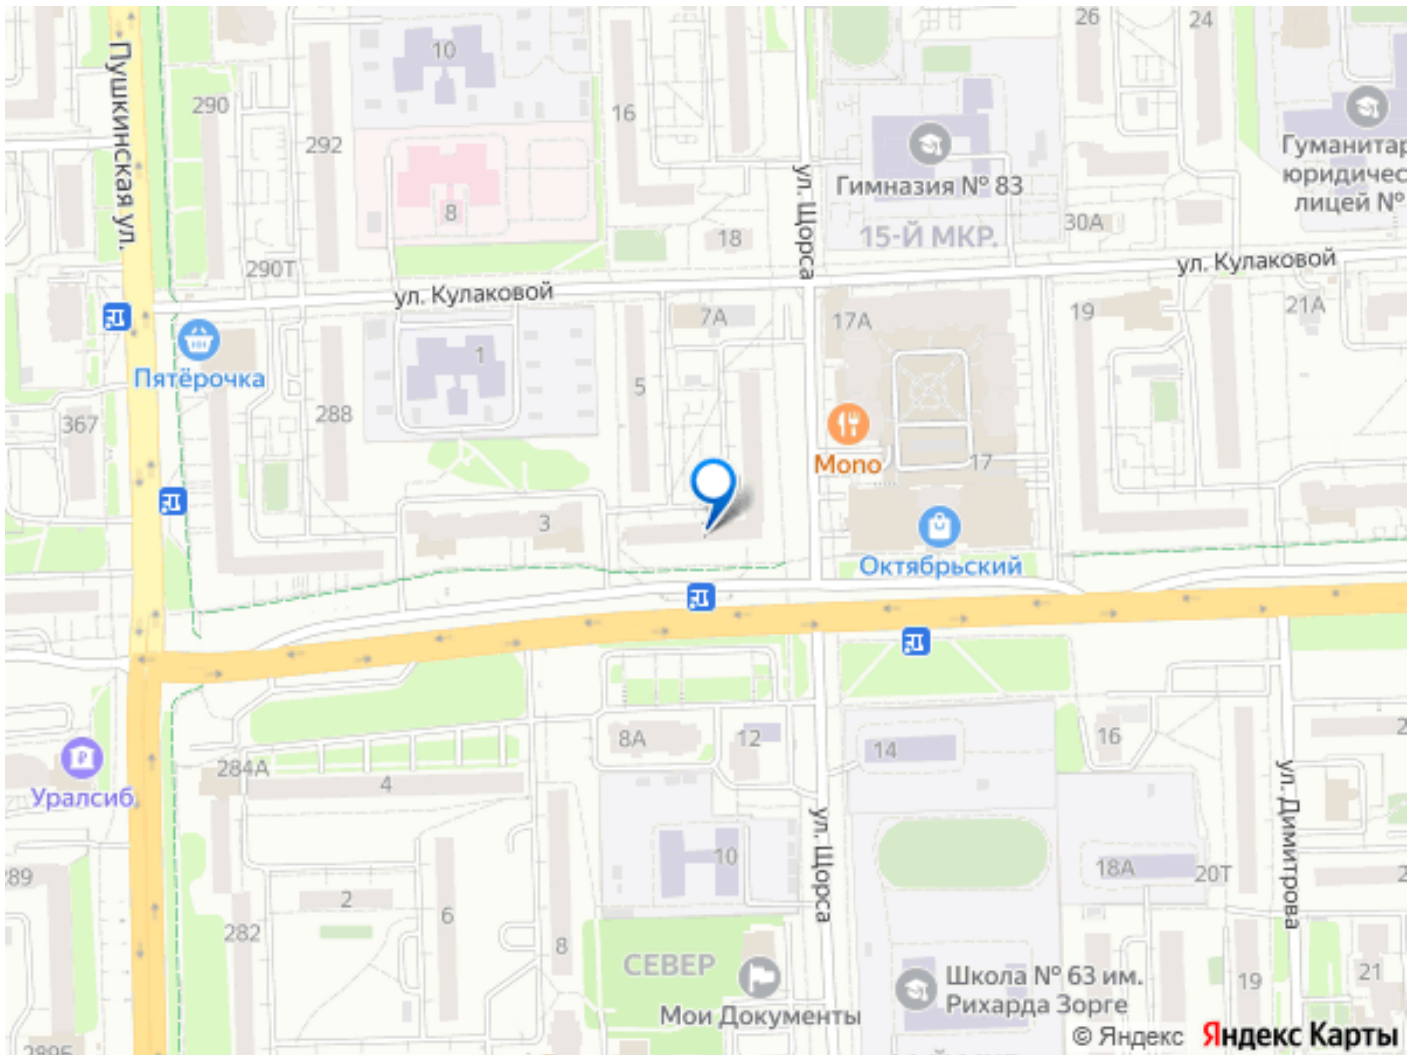 10
26
24
Пушкинская ул.
290
16
292
Гимназия № 83
ул. Щорса
Гуманитар
юридичес
лицей №
8
18
15-Й МКР.
30А
290Т
ул. Кулаковой
ул. Кулаковой
7А
17А
19
21А
Пятёрочка
1
5
288
367
Mono
17
3
Октябрьский
8А
12
14
16
2
284А
4
Уралсиб
ул. Щорса
ул. Димитрова
10
18А
20Т
289
2
2
6
282
8
СЕВЕР
Мои Документы
Школа № 63 им.
Рихарда Зорге
19
21
© Яндекс Яндекс Карты